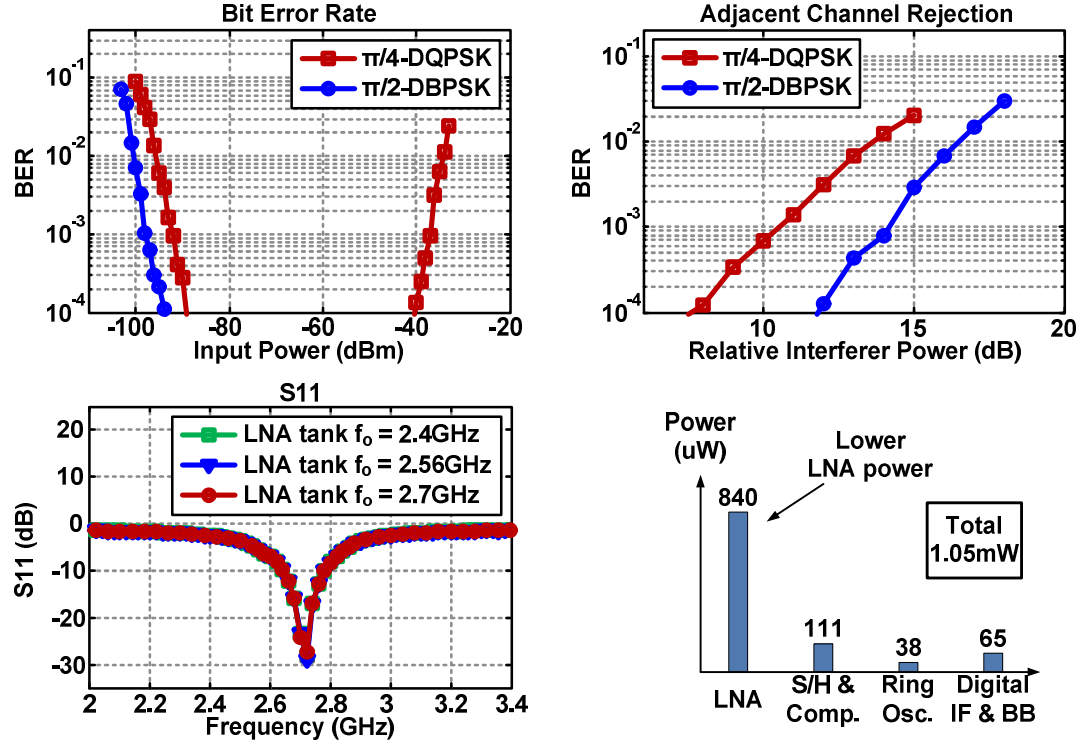 Bit Error Rate
π/4-DQPSK
π/2-DBPSK
BER
10-1
10-2
10-3
10-4
-100
-80
-60
-40
-20
Input Power (dBm)
Adjacent Channel Rejection
π/4-DQPSK
π/2-DBPSK
BER
10-1
10-2
10-3
10-4
10
15
20
Relative Interferer Power (dB)
S11
LNA tank fo = 2.4GHz
LNA tank fo = 2.56GHz
LNA tank fo = 2.7GHz
S11 (dB)
20
10
0
-10
-20
-30
2
2.2
2.4
2.6
2.8
3
3.2
3.4
Frequency (GHz)
Power
(uW)
Lower
LNA power
840
Total
1.05mW
111
38
65
LNA
S/H &
Comp.
Ring
Osc.
Digital
IF & BB